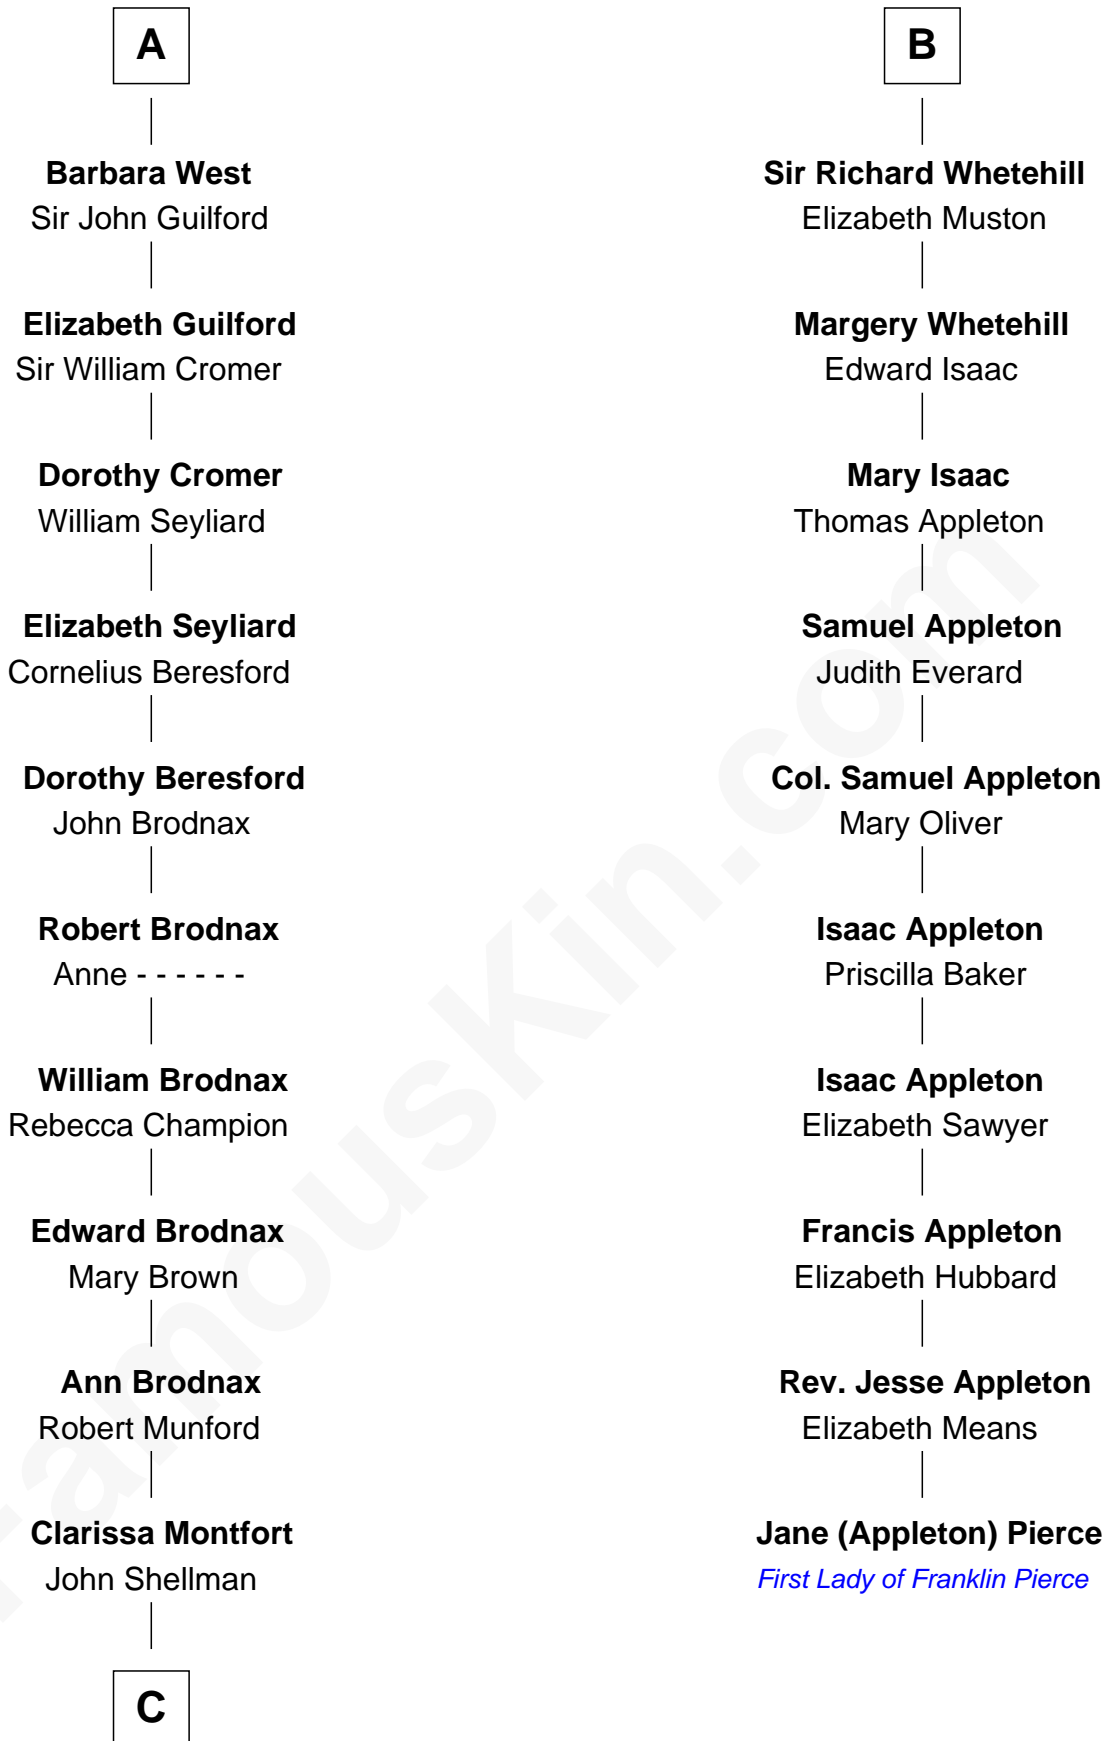 A
Barbara West
Sir John Guilford
Elizabeth Guilford
Sir William Cromer
Dorothy Cromer
William Seyliard
Elizabeth Seyliard
Cornelius Beresford
Dorothy Beresford
John Brodnax
Robert Brodnax
Anne - - - - - -
William Brodnax
Rebecca Champion
Edward Brodnax
Mary Brown
Ann Brodnax
Robert Munford
Clarissa Montfort
John Shellman
C
B
Sir Richard Whetehill
Elizabeth Muston
Margery Whetehill
Edward Isaac
Mary Isaac
Thomas Appleton
Samuel Appleton
Judith Everard
Col. Samuel Appleton
Mary Oliver
Isaac Appleton
Priscilla Baker
Isaac Appleton
Elizabeth Sawyer
Francis Appleton
Elizabeth Hubbard
Rev. Jesse Appleton
Elizabeth Means
Jane (Appleton) Pierce
First Lady of Franklin Pierce
FamousKin.com